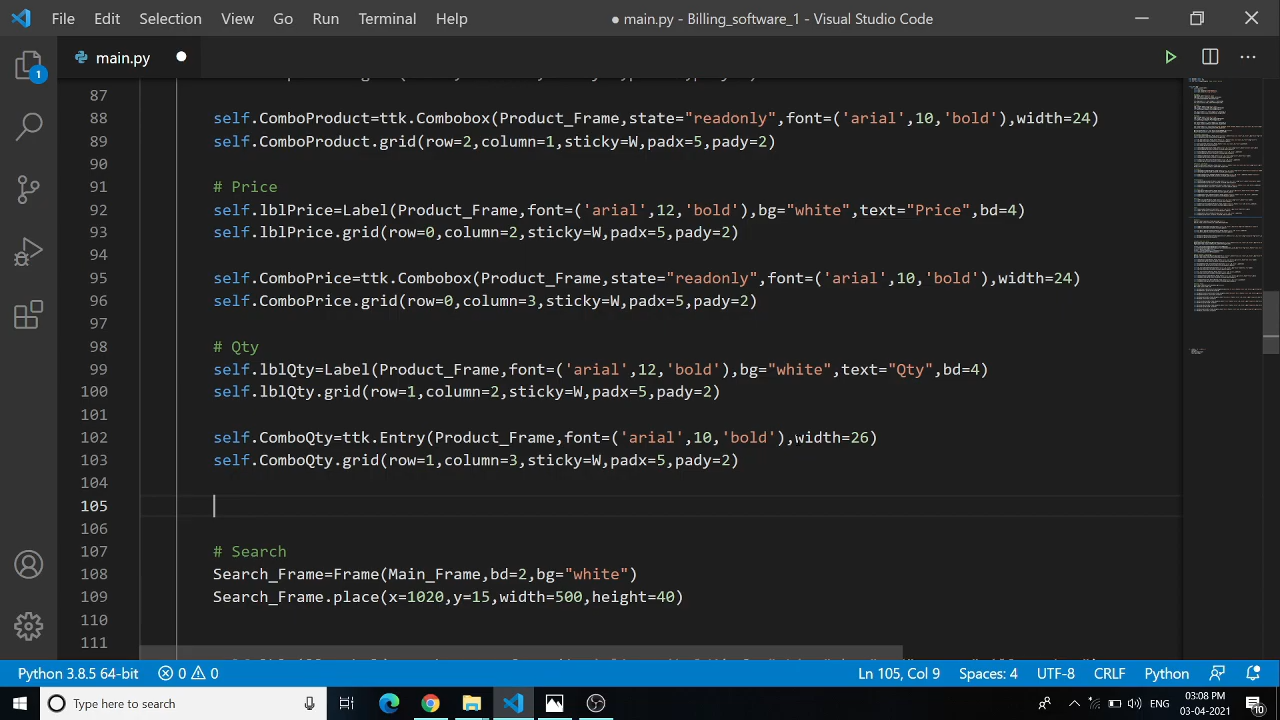 File Edit Selection View Go Run Terminal Help
● main.py - Billing_software_1 - Visual Studio Code
main.py
1
87
88 self.ComboProduct=ttk.Combobox(Product_Frame,state="readonly",font=('arial',10,'bold'),width=24)
89 self.ComboProduct.grid(row=2,column=1,sticky=W,padx=5,pady=2)
90
91 # Price
92 self.lblPrice=Label(Product_Frame,font=('arial',12,'bold'),bg="white",text="Price",bd=4)
93 self.lblPrice.grid(row=0,column=2,sticky=W,padx=5,pady=2)
94
95 self.ComboPrice=ttk.Combobox(Product_Frame,state="readonly",font=('arial',10,'bold'),width=24)
96 self.ComboPrice.grid(row=0,column=3,sticky=W,padx=5,pady=2)
97
98 # Qty
99 self.lblQty=Label(Product_Frame,font=('arial',12,'bold'),bg="white",text="Qty",bd=4)
100 self.lblQty.grid(row=1,column=2,sticky=W,padx=5,pady=2)
101
102 self.ComboQty=ttk.Entry(Product_Frame,font=('arial',10,'bold'),width=26)
103 self.ComboQty.grid(row=1,column=3,sticky=W,padx=5,pady=2)
104
105
106
107 # Search
108 Search_Frame=Frame(Main_Frame,bd=2,bg="white")
109 Search_Frame.place(x=1020,y=15,width=500,height=40)
110
111
Python 3.8.5 64-bit 0 0 Ln 105, Col 9 Spaces: 4 UTF-8 CRLF Python
Type here to search
ENG
03:08 PM
03-04-2021
10